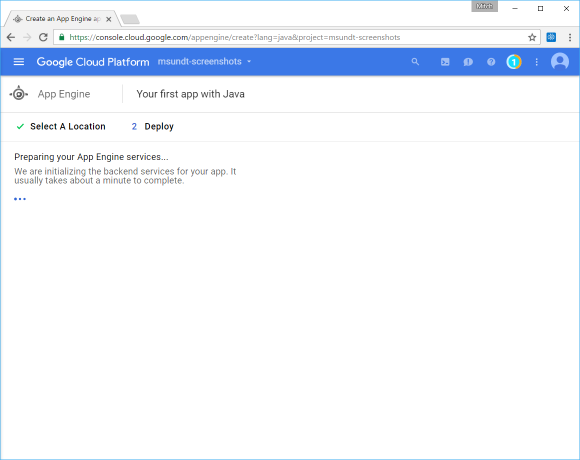 Mitch
Create an App Engine ap
https://console.cloud.google.com/appengine/create?lang=java&project=msundt-screenshots
Google Cloud Platform msundt-screenshots
1
App Engine Your first app with Java
Select A Location 2 Deploy
Preparing your App Engine services...
We are initializing the backend services for your app. It
usually takes about a minute to complete.